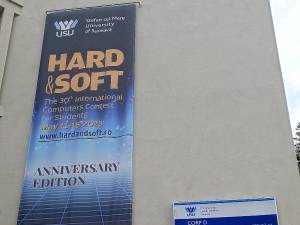 USU
Ștefan cel Mare
University
of Suceava
HARD
& SOFT
The 30th International
Computers Contest
for Students
www.hardandsoft.ro
ANNIVERSARY
EDITION
USU
CORP D